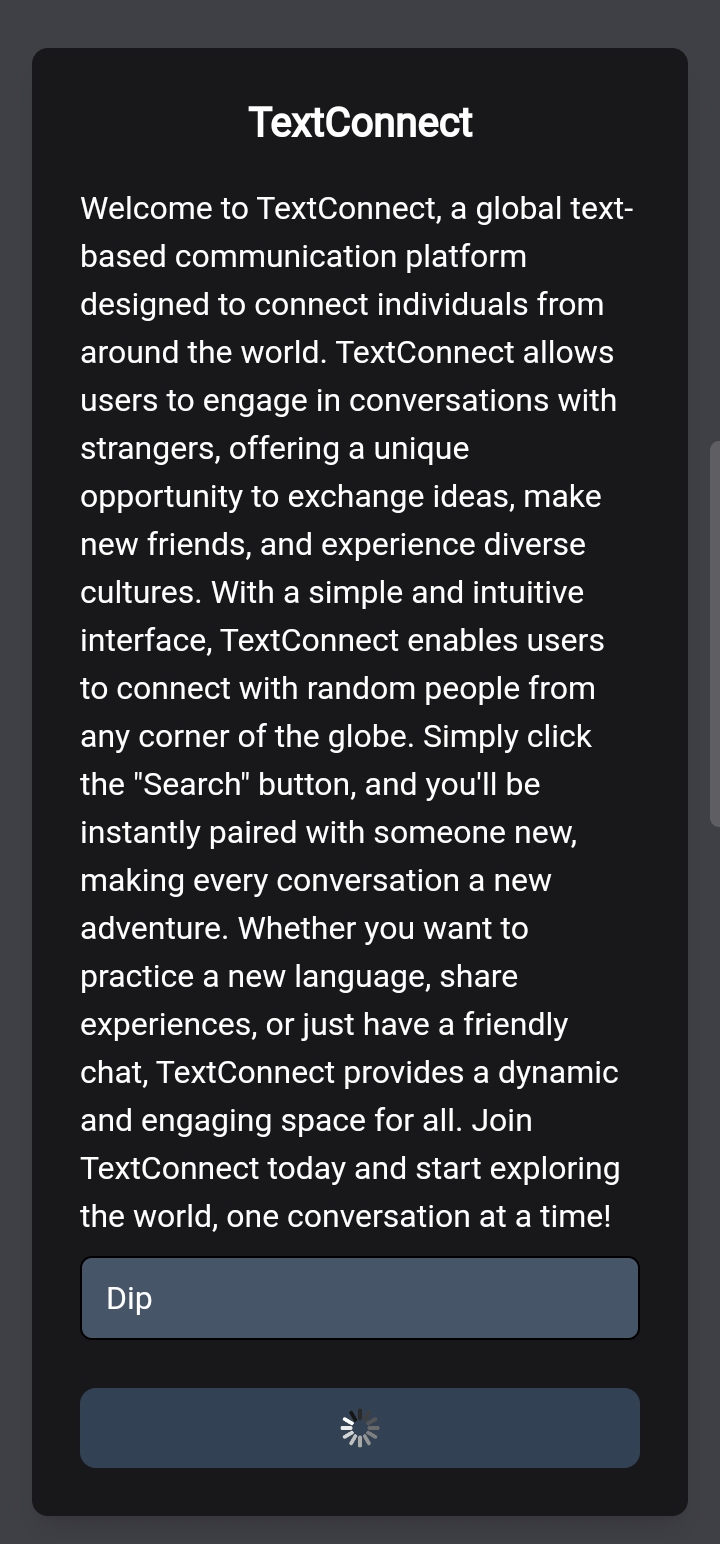 TextConnect
Welcome to TextConnect, a global text-
based communication platform
designed to connect individuals from
around the world. TextConnect allows
users to engage in conversations with
strangers, offering a unique
opportunity to exchange ideas, make
new friends, and experience diverse
cultures. With a simple and intuitive
interface, TextConnect enables users
to connect with random people from
any corner of the globe. Simply click
the "Search" button, and you'll be
instantly paired with someone new,
making every conversation a new
adventure. Whether you want to
practice a new language, share
experiences, or just have a friendly
chat, TextConnect provides a dynamic
and engaging space for all. Join
TextConnect today and start exploring
the world, one conversation at a time!
Dip